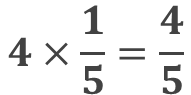 4 × 1/5 = 4/5